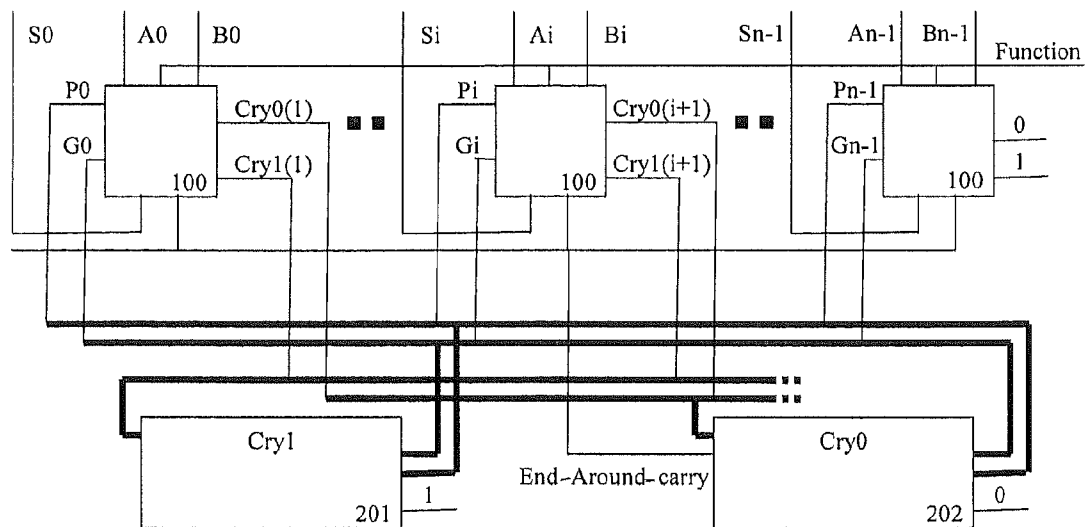 S0 A0 B0 Si Ai Bi Sn-1 An-1 Bn-1
Function
P0 Pi Pn-1
Cry0(1) Cry0(i+1) 0
G0 Gi Gn-1
Cry1(1) Cry1(i+1) 1
100 100 100
Cry1 Cry0
End-Around-carry
1 0
201 202